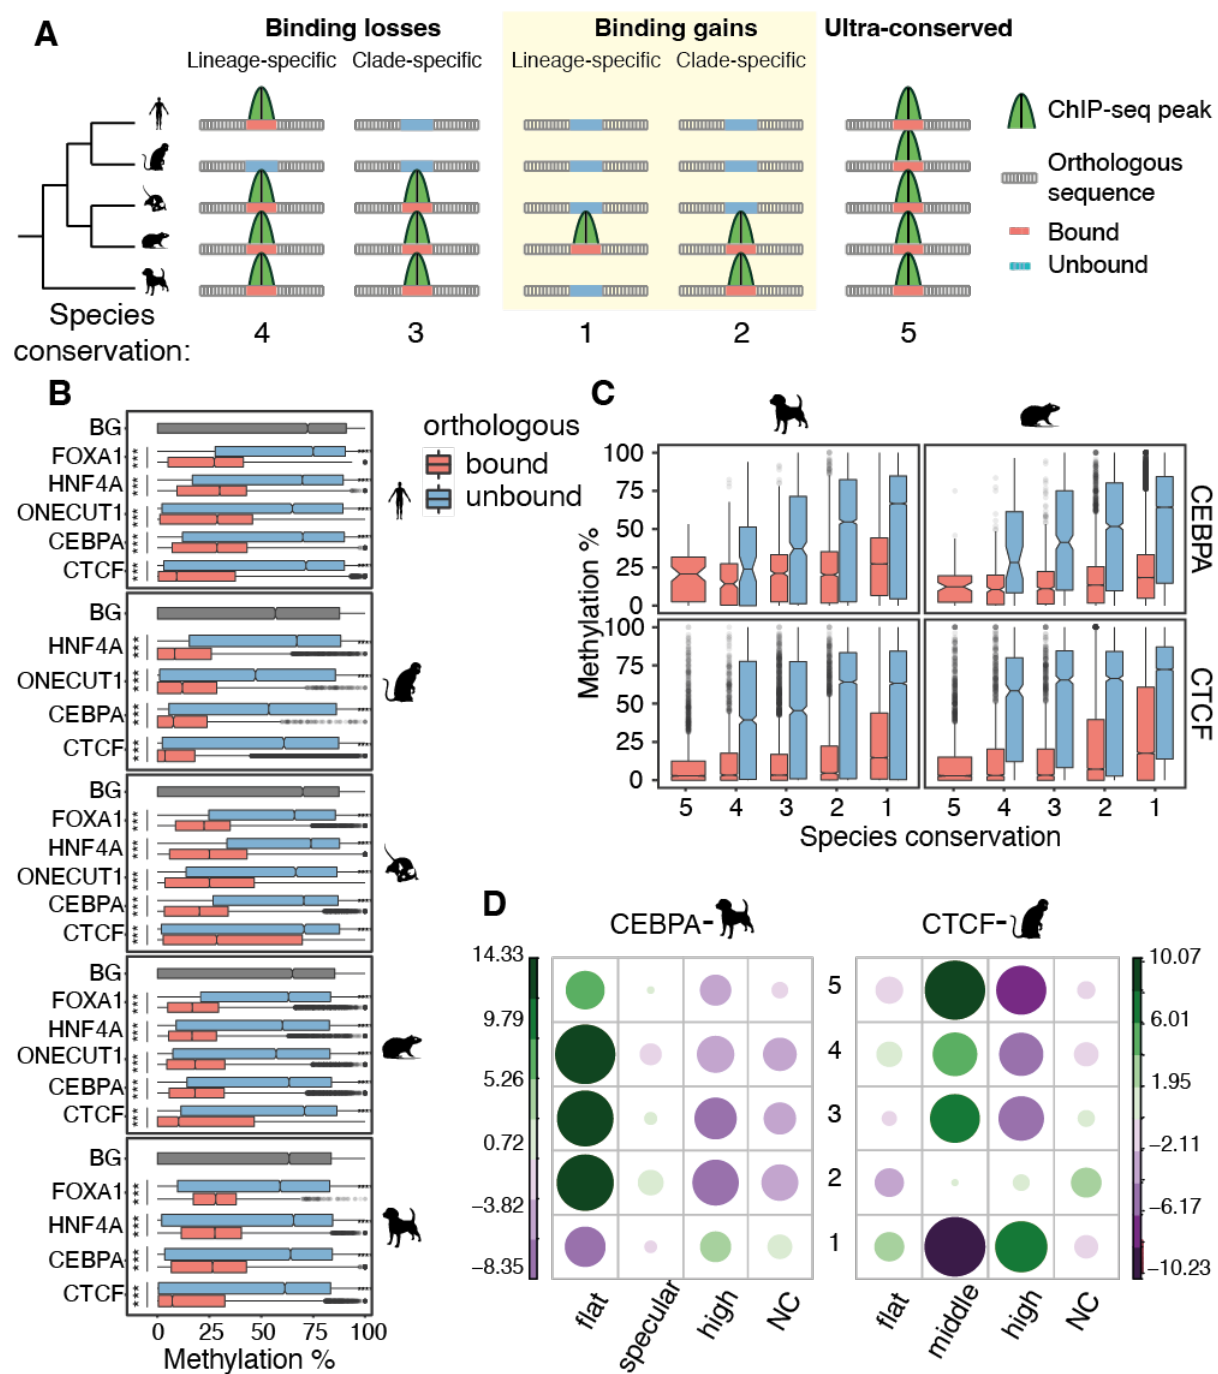 A
Binding losses
Binding gains
Ultra-conserved
Lineage-specific
Clade-specific
Lineage-specific
Clade-specific
ChIP-seq peak
Orthologous
sequence
Bound
Unbound
Species
conservation:
4
3
1
2
5
B
BG
FOXA1
***
HNF4A
***
ONECUT1
***
CEBPA
***
CTCF
***
BG
HNF4A
***
ONECUT1
***
CEBPA
***
CTCF
***
BG
FOXA1
***
HNF4A
***
ONECUT1
***
CEBPA
***
CTCF
***
BG
FOXA1
***
HNF4A
***
ONECUT1
***
CEBPA
***
CTCF
***
BG
FOXA1
***
HNF4A
***
CEBPA
***
CTCF
***
0 25 50 75 100
Methylation %
orthologous
bound
unbound
C
100
75
50
25
0
100
75
50
25
0
Methylation %
CEBPA
CTCF
5 4 3 2 1 5 4 3 2 1
Species conservation
D
CEBPA-
CTCF-
14.33
9.79
5.26
0.72
−3.82
−8.35
5
4
3
2
1
10.07
6.01
1.95
−2.11
−6.17
−10.23
flat specular high NC
flat middle high NC